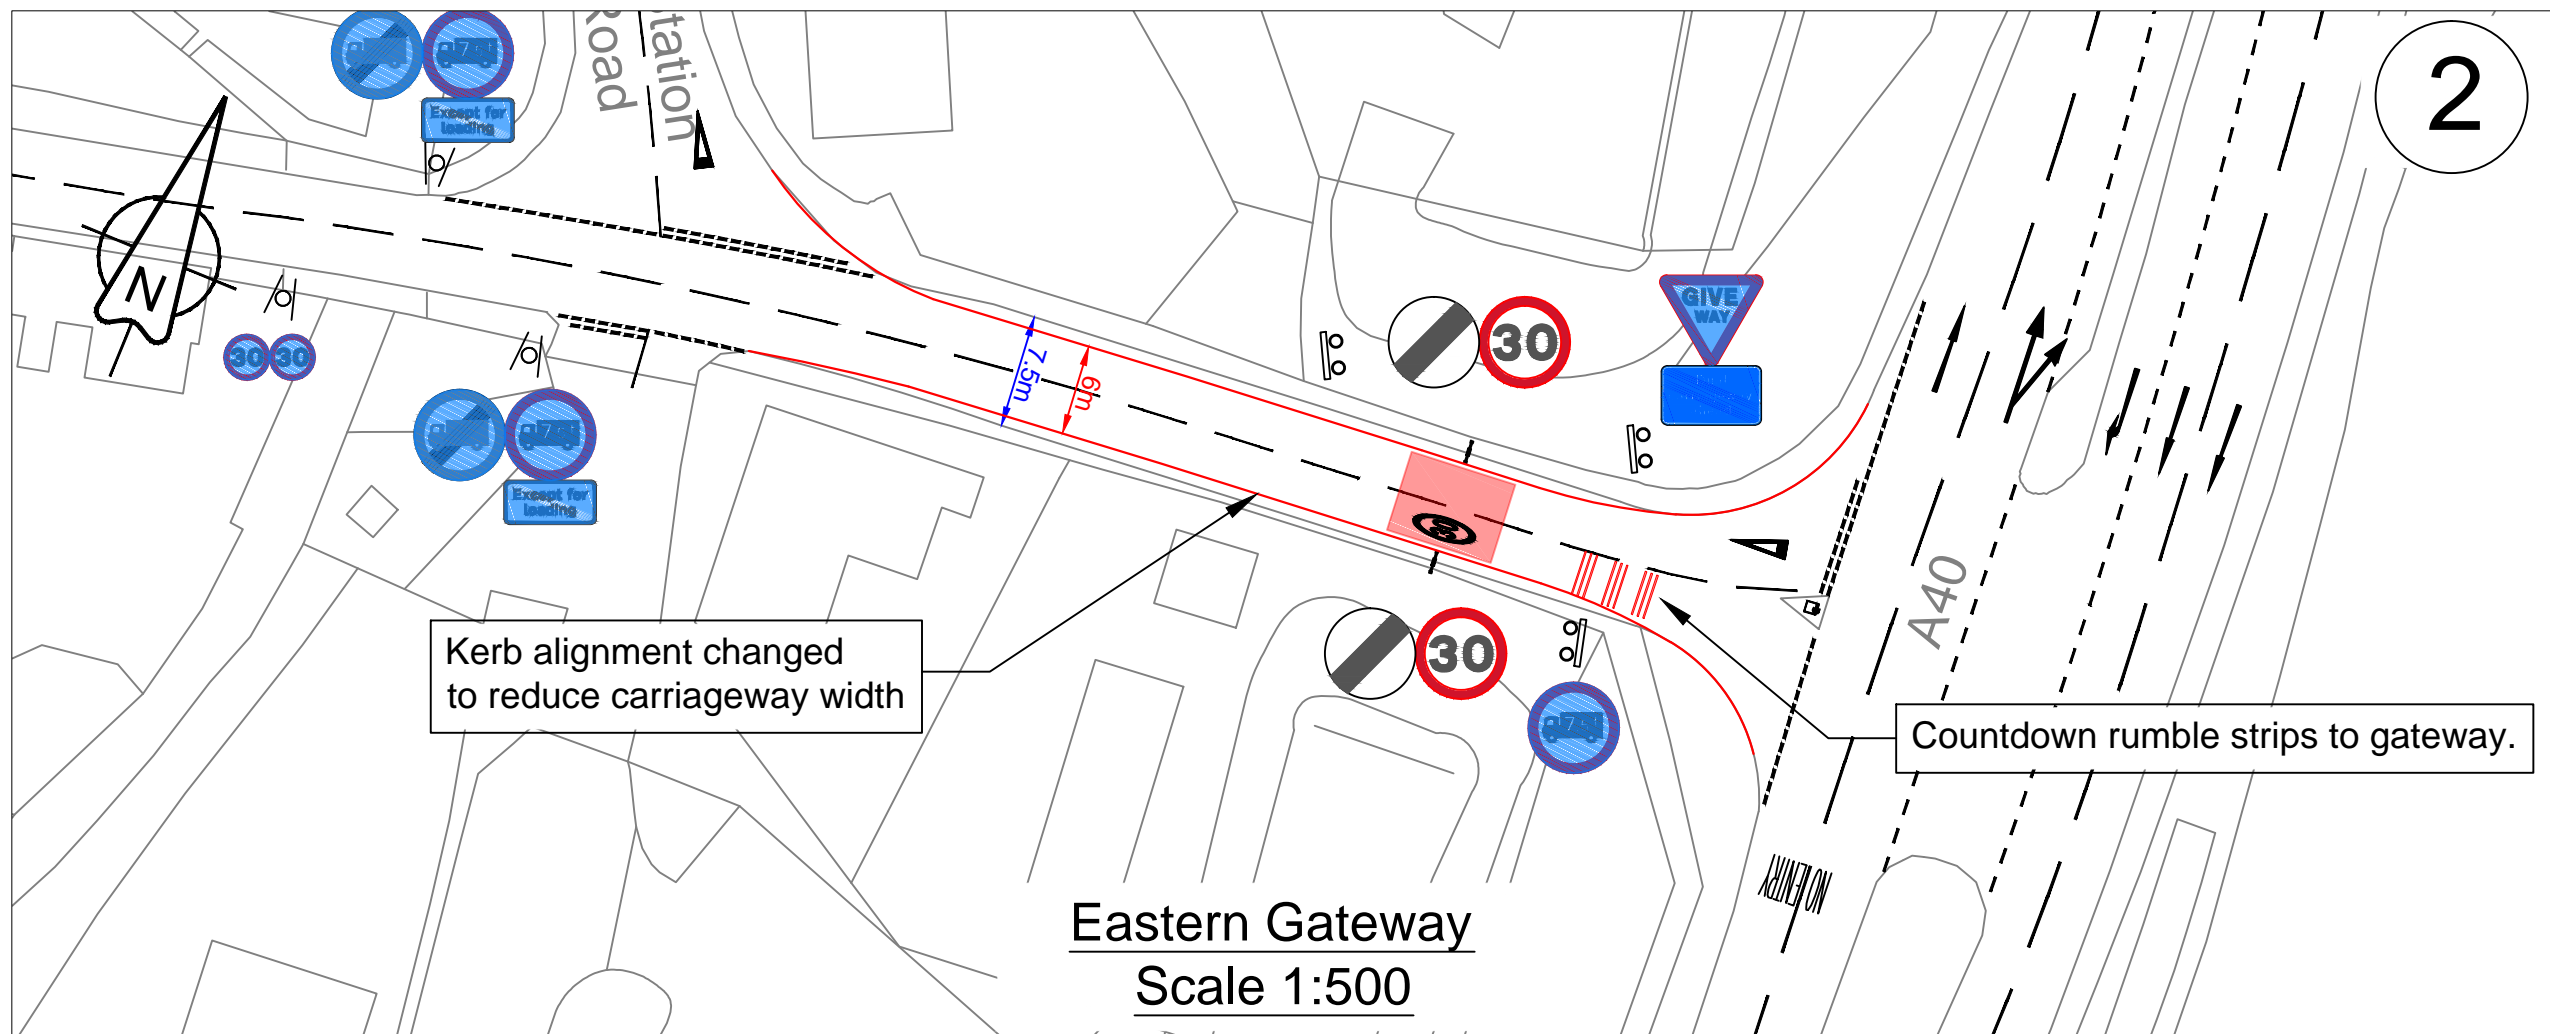 Station
Road
2
Except for
loading
N
30 30
7.5m
6m
30
GIVE
WAY
Except for
loading
30
30
A40
Kerb alignment changed
to reduce carriageway width
Countdown rumble strips to gateway.
NO ENTRY
Eastern Gateway
Scale 1:500